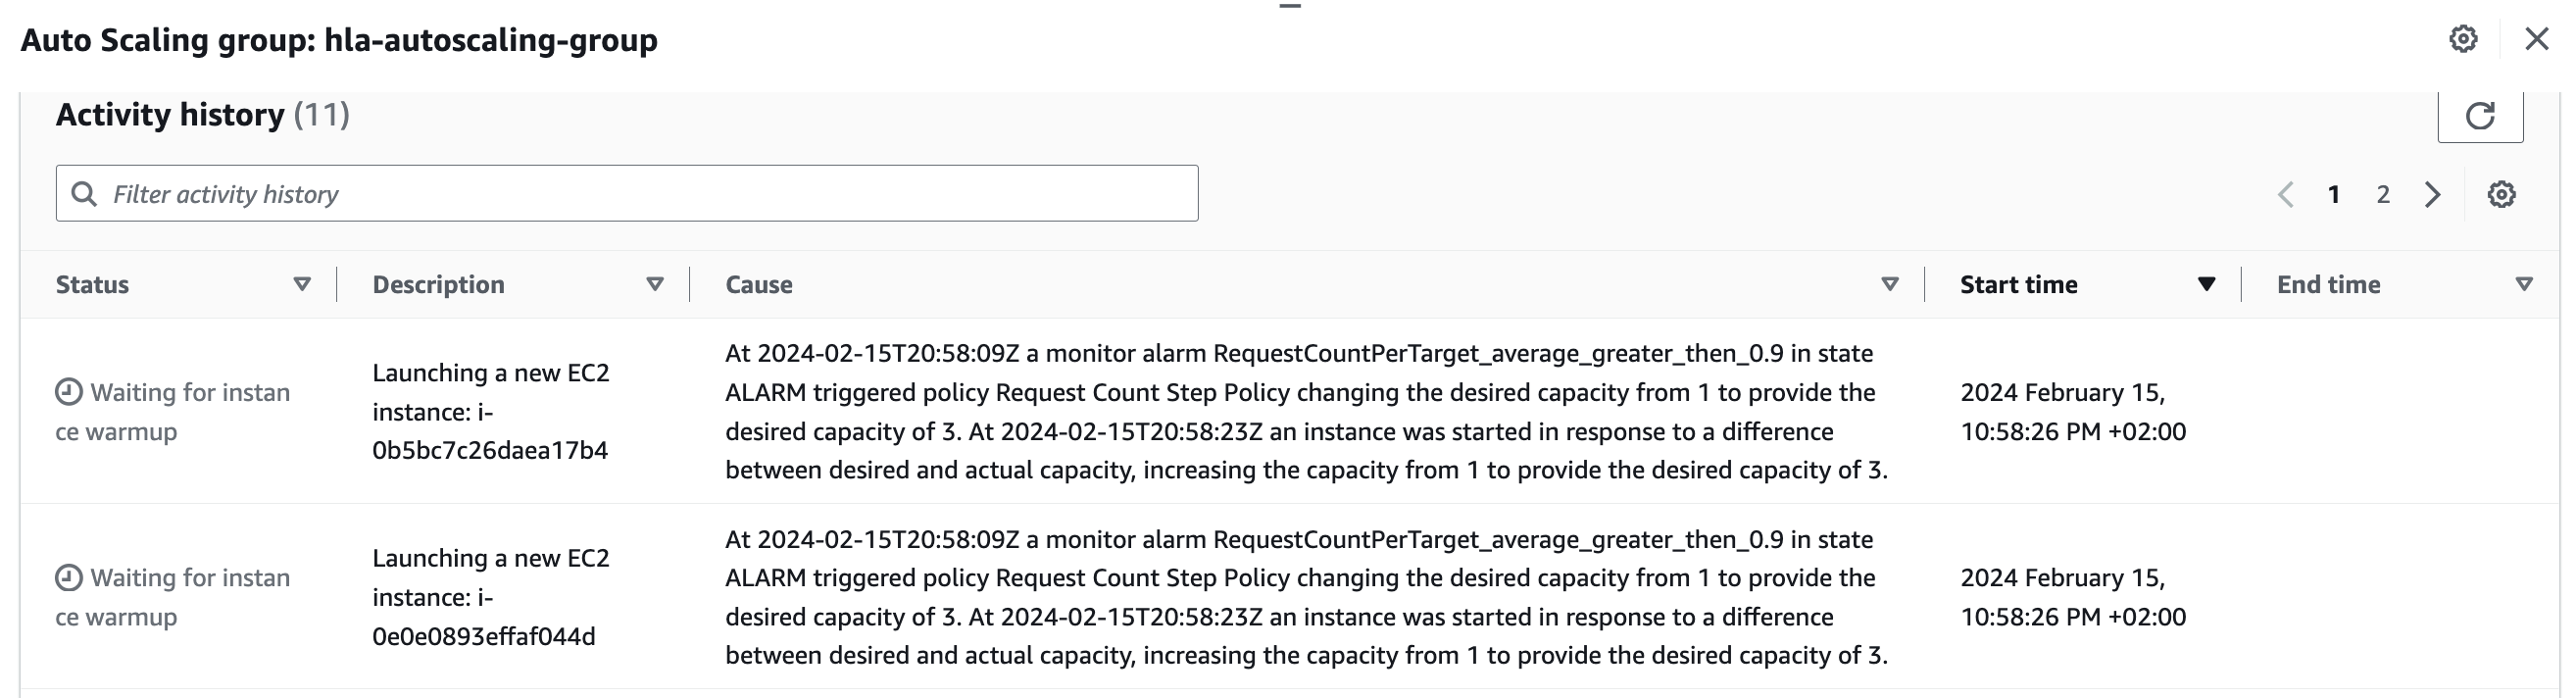 Auto Scaling group: hla-autoscaling-group
Activity history (11)
Filter activity history
1 2
Status Description Cause Start time End time
Waiting for instan
ce warmup
Launching a new EC2
instance: i-
0b5bc7c26daea17b4
At 2024-02-15T20:58:09Z a monitor alarm RequestCountPerTarget_average_greater_then_0.9 in state
ALARM triggered policy Request Count Step Policy changing the desired capacity from 1 to provide the
desired capacity of 3. At 2024-02-15T20:58:23Z an instance was started in response to a difference
between desired and actual capacity, increasing the capacity from 1 to provide the desired capacity of 3.
2024 February 15,
10:58:26 PM +02:00
Waiting for instan
ce warmup
Launching a new EC2
instance: i-
0e0e0893effaf044d
At 2024-02-15T20:58:09Z a monitor alarm RequestCountPerTarget_average_greater_then_0.9 in state
ALARM triggered policy Request Count Step Policy changing the desired capacity from 1 to provide the
desired capacity of 3. At 2024-02-15T20:58:23Z an instance was started in response to a difference
between desired and actual capacity, increasing the capacity from 1 to provide the desired capacity of 3.
2024 February 15,
10:58:26 PM +02:00